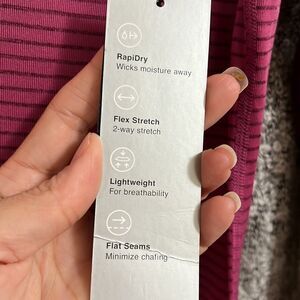 RapiDry
Wicks moisture away
Flex Stretch
2-way stretch
Lightweight
For breathability
Flat Seams
Minimize chafing